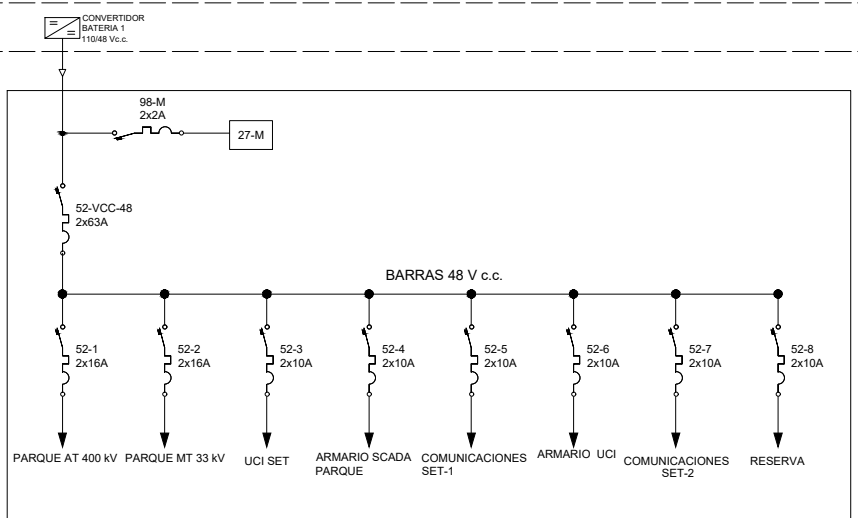 CONVERTIDOR
BATERIA 1
110/48 Vc.c.
98-M
2x2A
27-M
52-VCC-48
2x63A
BARRAS 48 V c.c.
52-1
2x16A
52-2
2x16A
52-3
2x10A
52-4
2x10A
52-5
2x10A
52-6
2x10A
52-7
2x10A
52-8
2x10A
PARQUE AT 400 kV
PARQUE MT 33 kV
UCI SET
ARMARIO SCADA
PARQUE
COMUNICACIONES
SET-1
ARMARIO UCI
COMUNICACIONES
SET-2
RESERVA